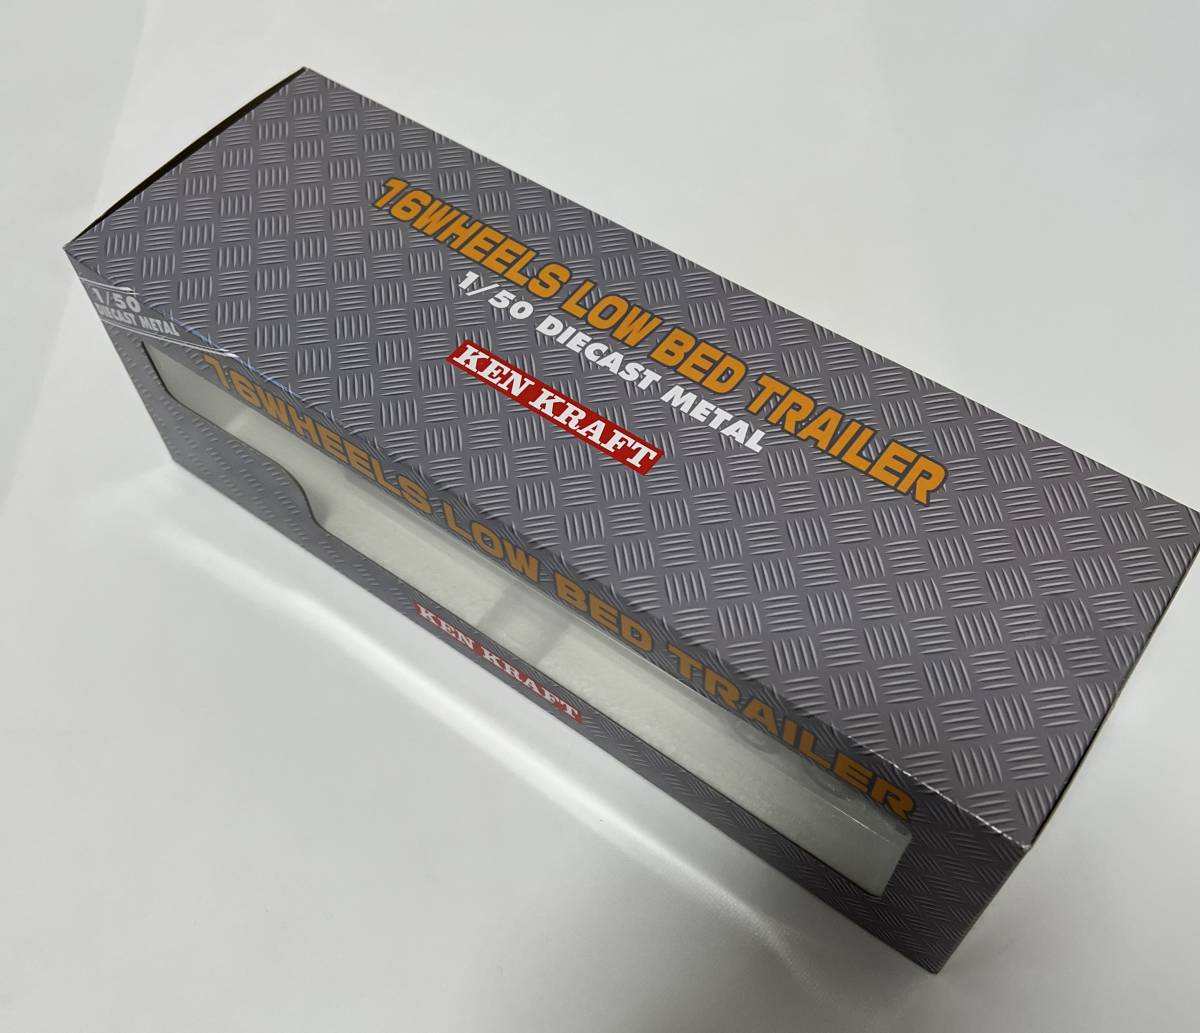 16WHEELS LOW BED TRAILER
1/50 DIECAST METAL
KEN KRAFT
1/50
DIECAST METAL
16WHEELS LOW BED TRAILER
KEN KRAFT